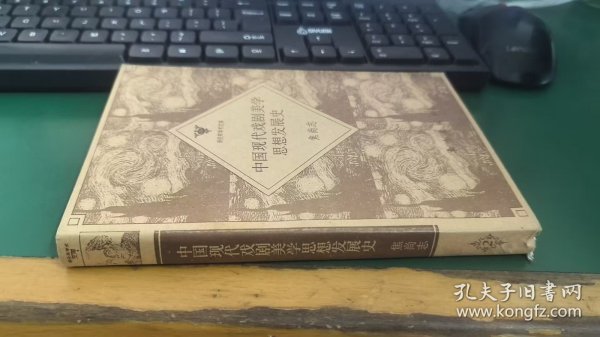 中国现代戏剧美学
思想发展史
焦尚志
中国现代戏剧美学思想发展史
焦尚志
Lenovo
孔夫子旧书网
www.kongfz.com